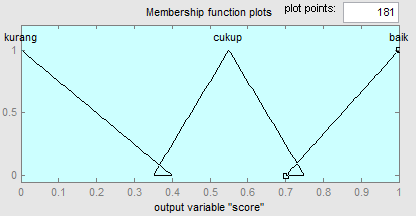 Membership function plots
plot points:
181
kurang
cukup
baik
1
0.5
0
0
0.1
0.2
0.3
0.4
0.5
0.6
0.7
0.8
0.9
1
output variable "score"